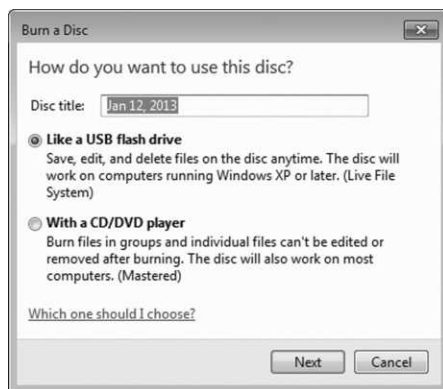 Burn a Disc
How do you want to use this disc?
Disc title: Jan 12, 2013
Like a USB flash drive
Save, edit, and delete files on the disc anytime. The disc will
work on computers running Windows XP or later. (Live File
System)
With a CD/DVD player
Burn files in groups and individual files can't be edited or
removed after burning. The disc will also work on most
computers. (Mastered)
Which one should I choose?
Next Cancel